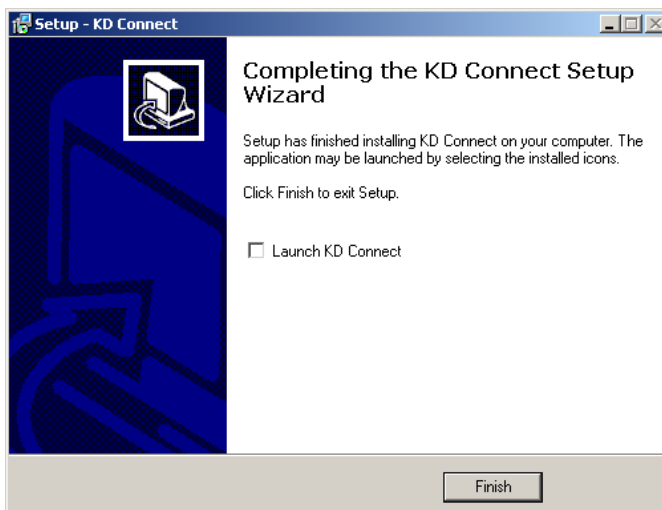 Setup - KD Connect
Completing the KD Connect Setup
Wizard
Setup has finished installing KD Connect on your computer. The
application may be launched by selecting the installed icons.
Click Finish to exit Setup.
Launch KD Connect
Finish